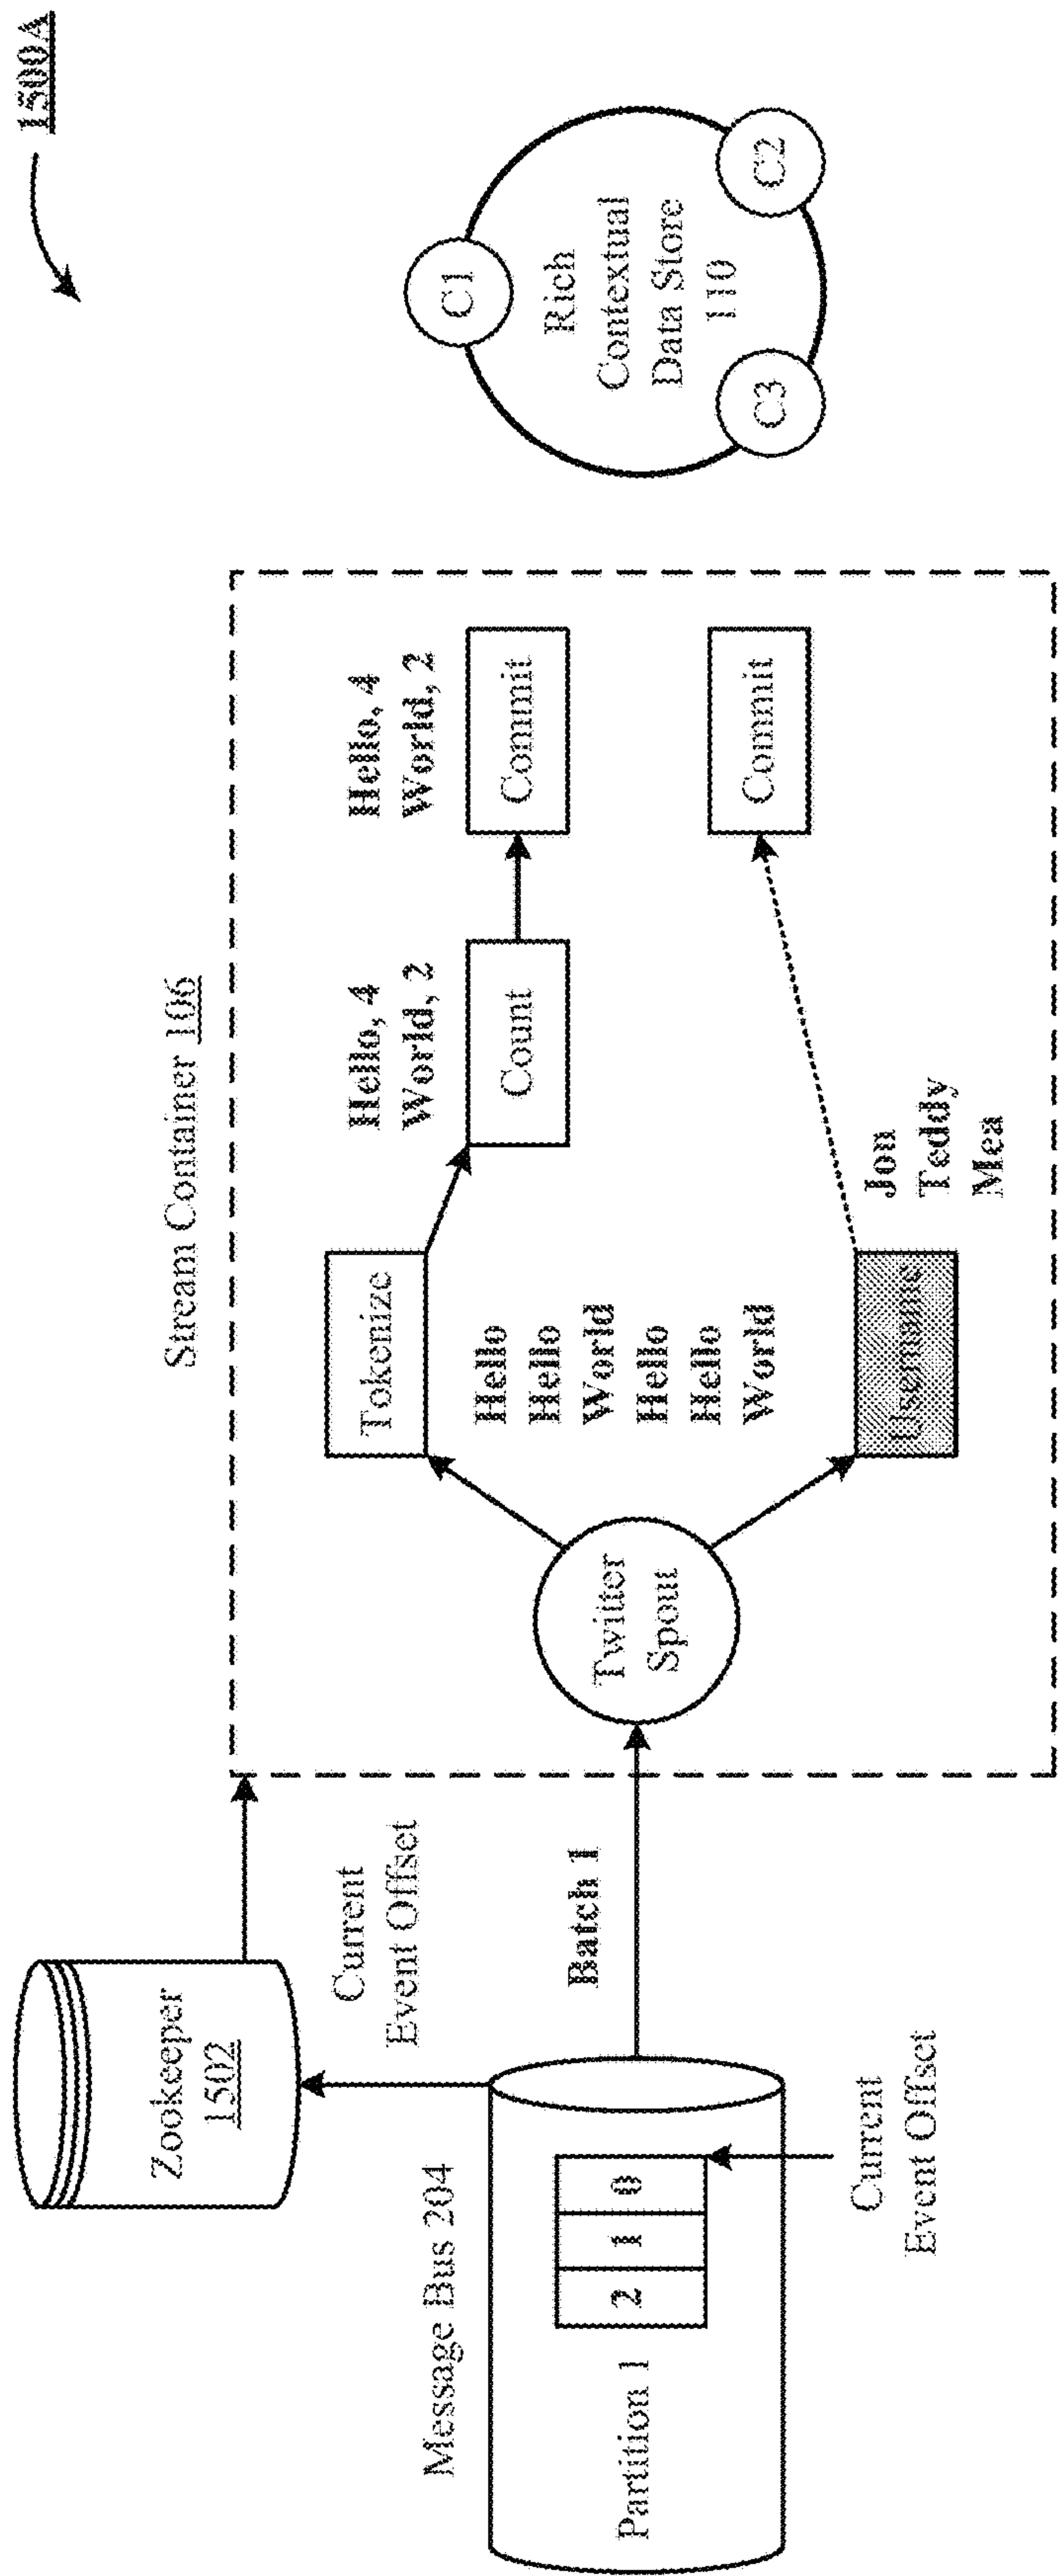 1500A
Zookeeper
1502
Current
Event Offset
Message Bus 204
Partition 1
2
1
0
Current
Event Offset
Batch 1
Stream Container 106
Twitter
Spout
Tokenize
Hello
Hello
World
Hello
Hello
World
Username
Jon
Teddy
Mea
Hello, 4
World, 2
Count
Hello, 4
World, 2
Commit
Commit
C1
Rich
Contextual
Data Store
110
C3
C2